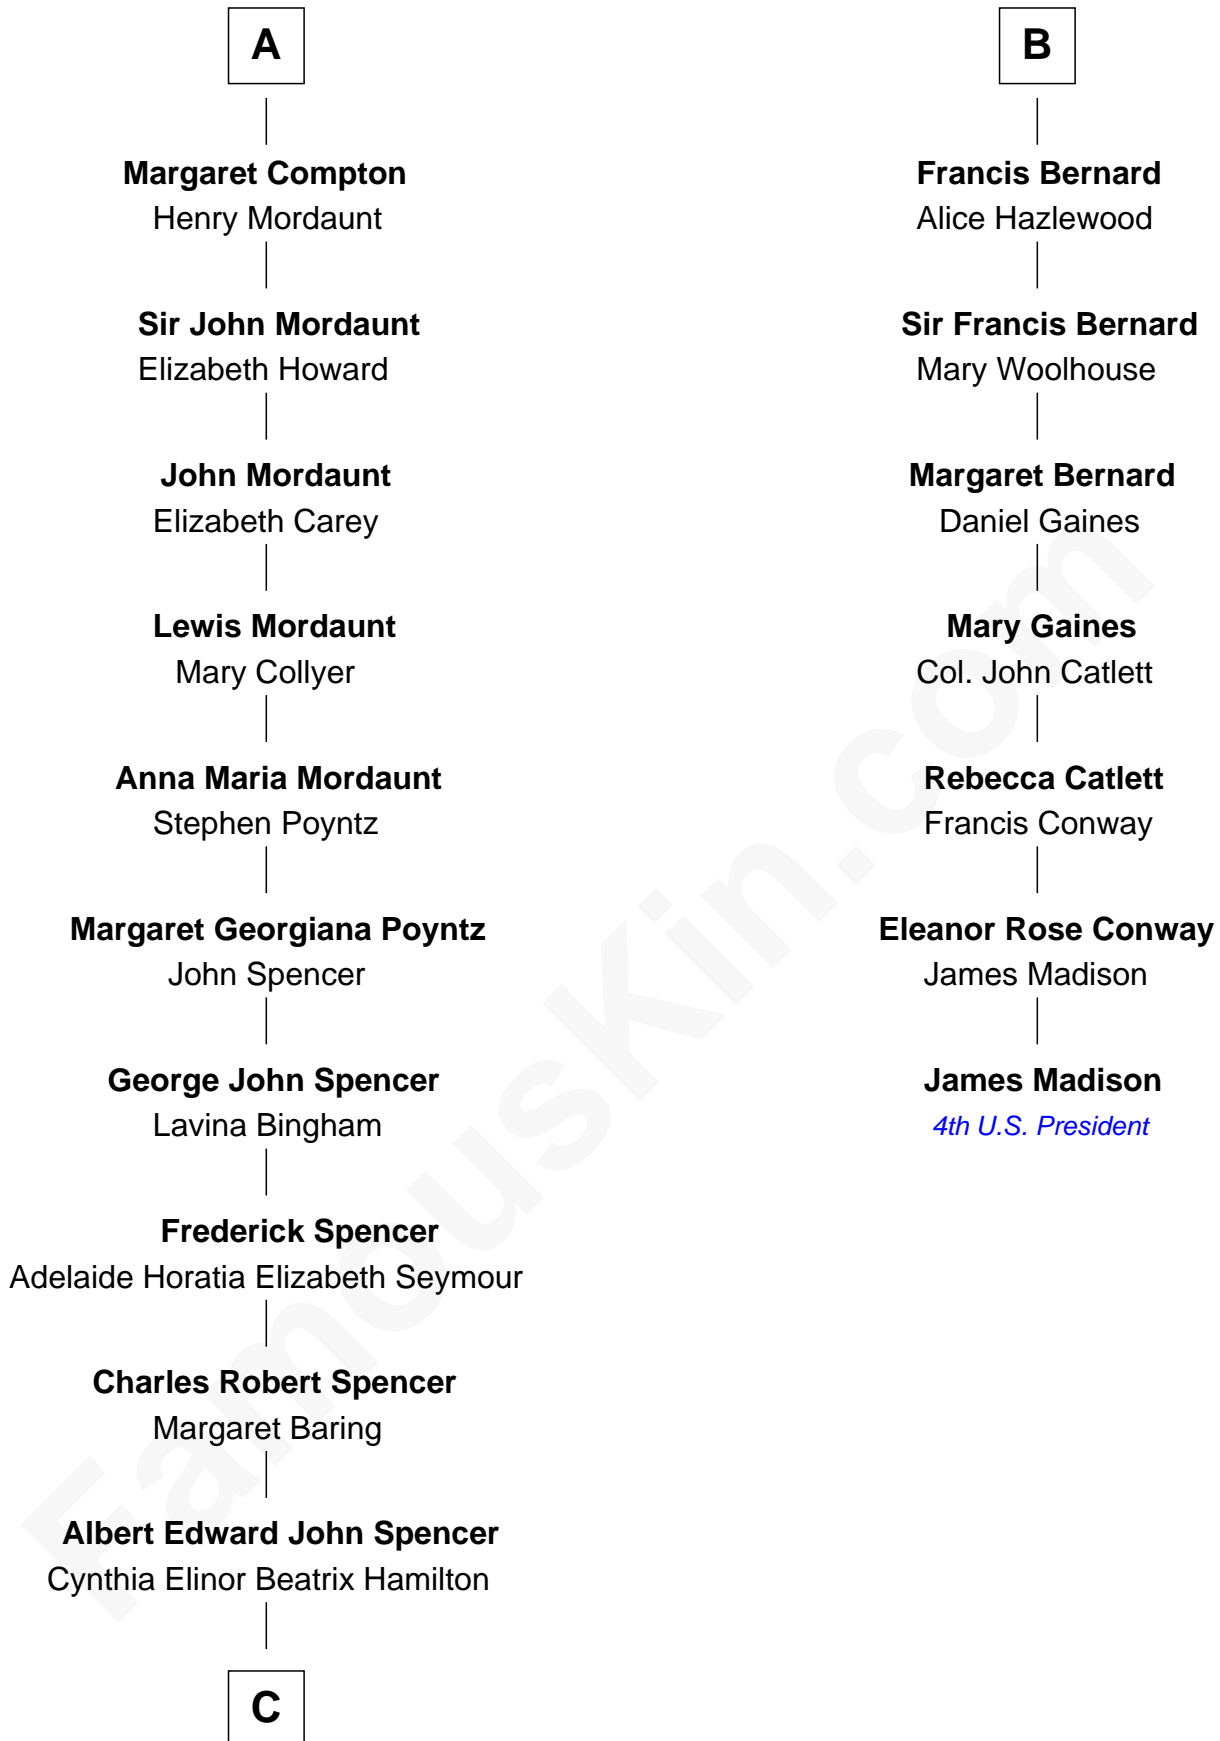 A
Margaret Compton
Henry Mordaunt
Sir John Mordaunt
Elizabeth Howard
John Mordaunt
Elizabeth Carey
Lewis Mordaunt
Mary Collyer
Anna Maria Mordaunt
Stephen Poyntz
Margaret Georgiana Poyntz
John Spencer
George John Spencer
Lavina Bingham
Frederick Spencer
Adelaide Horatia Elizabeth Seymour
Charles Robert Spencer
Margaret Baring
Albert Edward John Spencer
Cynthia Elinor Beatrix Hamilton
C
B
Francis Bernard
Alice Hazlewood
Sir Francis Bernard
Mary Woolhouse
Margaret Bernard
Daniel Gaines
Mary Gaines
Col. John Catlett
Rebecca Catlett
Francis Conway
Eleanor Rose Conway
James Madison
James Madison
4th U.S. President
FamousKin.com